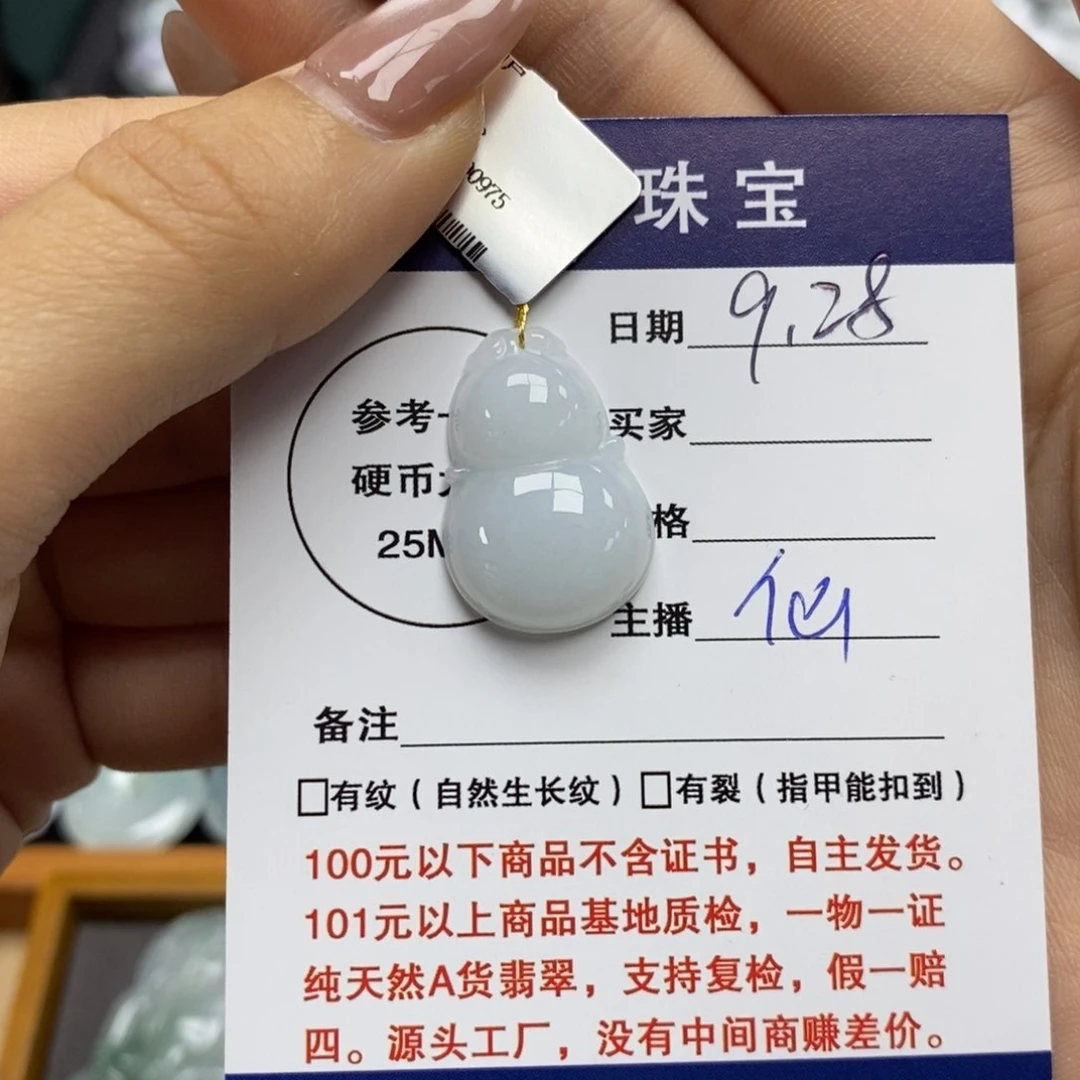 00975
珠宝
日期 9.28
参考
买家
硬币
格
25
主播 仙
备注
□有纹（自然生长纹）□有裂（指甲能扣到）
100元以下商品不含证书，自主发货。
101元以上商品基地质检，一物一证
纯天然A货翡翠，支持复检，假一赔
四。源头工厂，没有中间商赚差价。